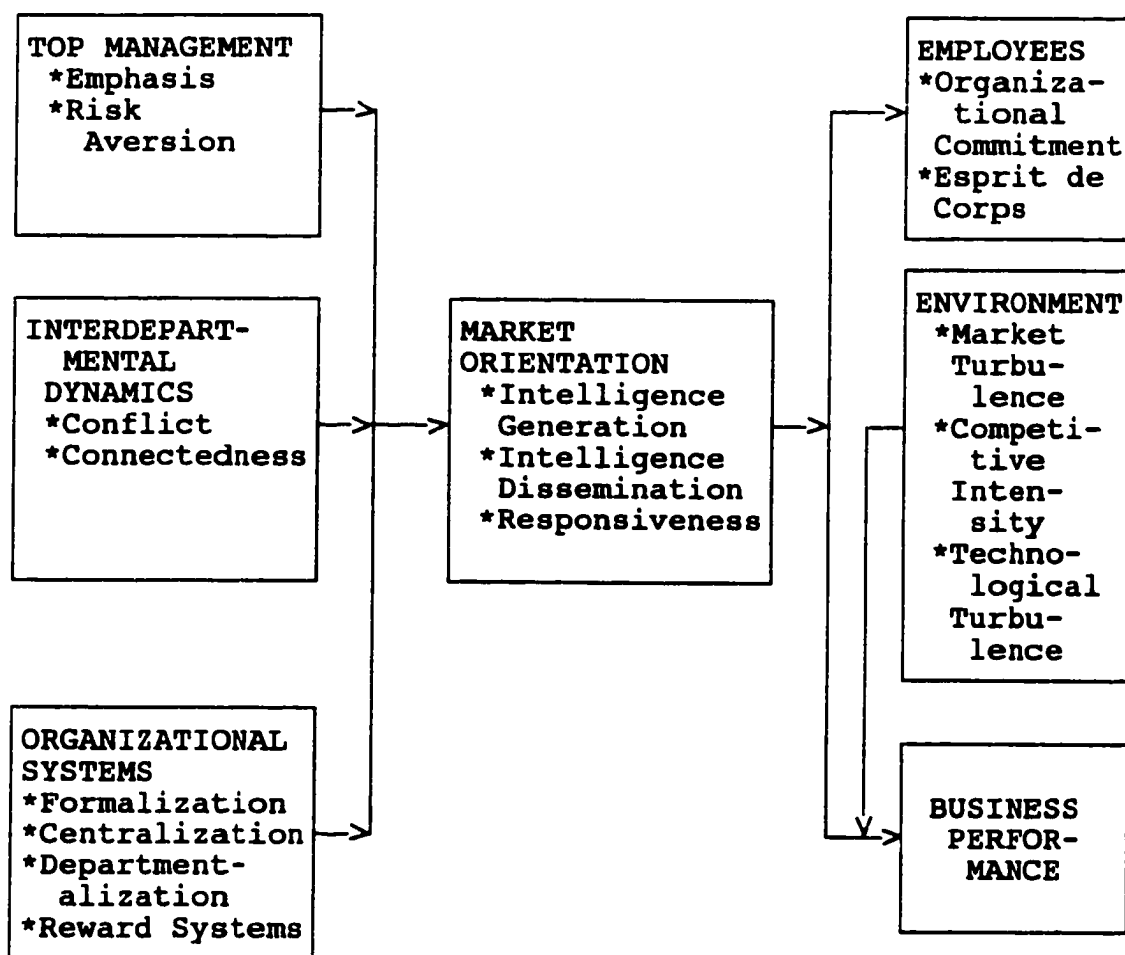 TOP MANAGEMENT
*Emphasis
*Risk
Aversion
INTERDEPART-
MENTAL
DYNAMICS
*Conflict
*Connectedness
ORGANIZATIONAL
SYSTEMS
*Formalization
*Centralization
*Department-
alization
*Reward Systems
MARKET
ORIENTATION
*Intelligence
Generation
*Intelligence
Dissemination
*Responsiveness
EMPLOYEES
*Organiza-
tional
Commitment
*Esprit de
Corps
ENVIRONMENT
*Market
Turbu-
lence
*Competi-
tive
Inten-
sity
*Techno-
logical
Turbu-
lence
BUSINESS
PERFOR-
MANCE